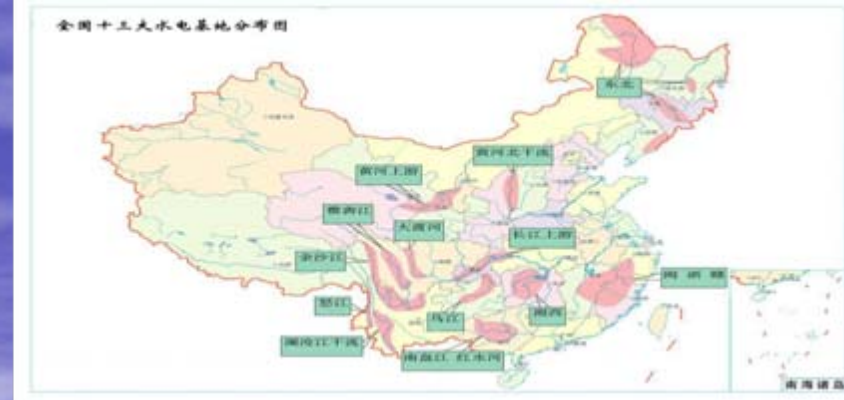 全国十三大水电基地分布图
东北
黄河北干流
黄河上游
雅砻江
大渡河
长江上游
金沙江
闽 浙 赣
怒江
乌江
湘西
澜沧江干流
南盘江 红水河
南海诸岛